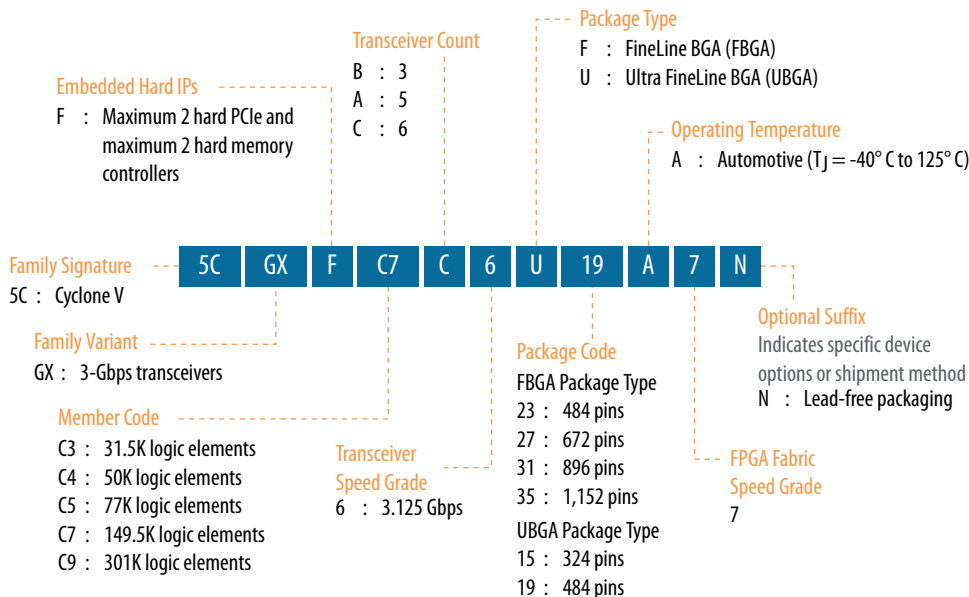 Package Type
F : FineLine BGA (FBGA)
U : Ultra FineLine BGA (UBGA)
Transceiver Count
B : 3
A : 5
C : 6
Embedded Hard IPs
F : Maximum 2 hard PCIe and
maximum 2 hard memory
controllers
Operating Temperature
A : Automotive (TJ = -40° C to 125° C)
5C GX F C7 C 6 U 19 A 7 N
Family Signature
5C : Cyclone V
Family Variant
GX : 3-Gbps transceivers
Member Code
C3 : 31.5K logic elements
C4 : 50K logic elements
C5 : 77K logic elements
C7 : 149.5K logic elements
C9 : 301K logic elements
Transceiver
Speed Grade
6 : 3.125 Gbps
Package Code
FBGA Package Type
23 : 484 pins
27 : 672 pins
31 : 896 pins
35 : 1,152 pins
UBGA Package Type
15 : 324 pins
19 : 484 pins
FPGA Fabric
Speed Grade
7
Optional Suffix
Indicates specific device
options or shipment method
N : Lead-free packaging